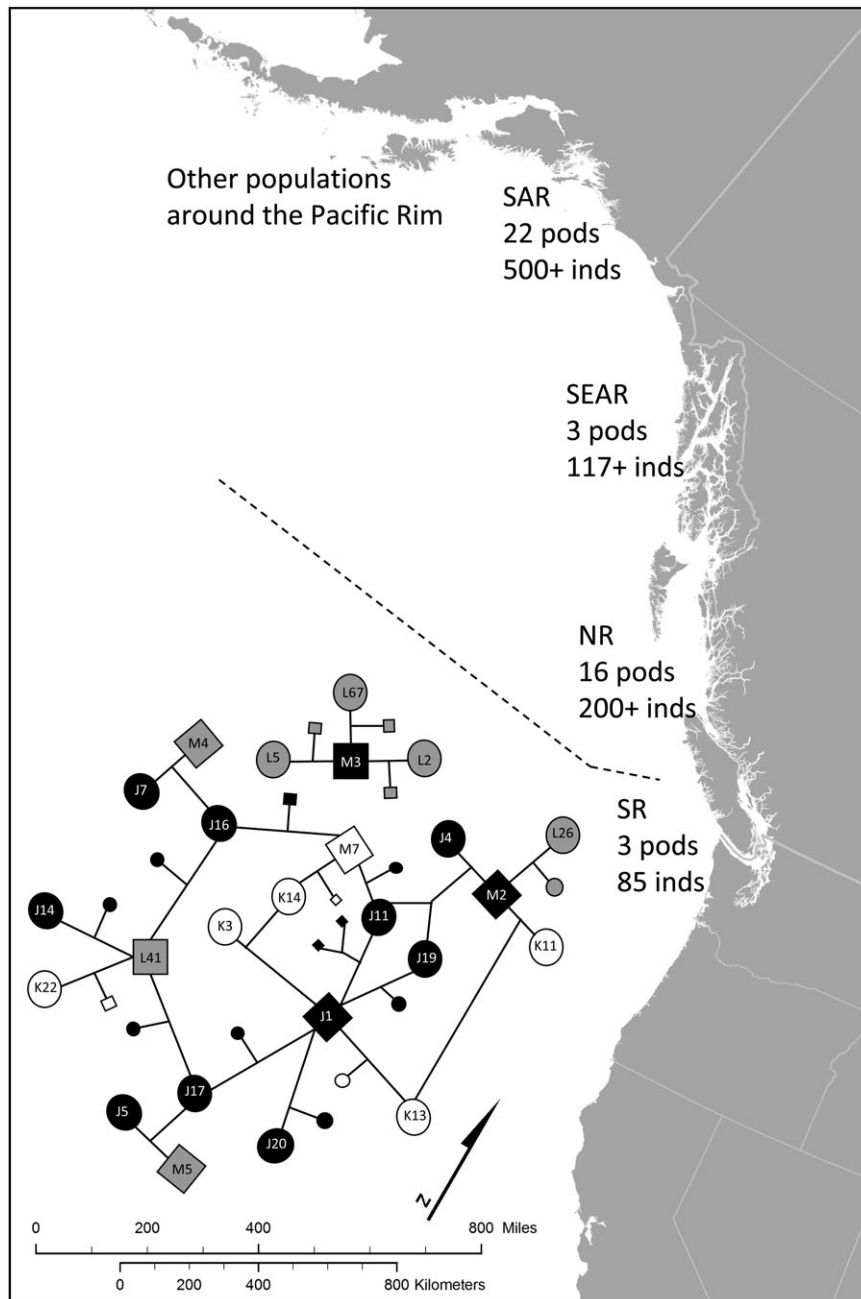 Other populations
around the Pacific Rim
SAR
22 pods
500+ inds
SEAR
3 pods
117+ inds
NR
16 pods
200+ inds
SR
3 pods
85 inds
L67
M4
L5
M3
L2
J7
J16
M7
J4
L26
K14
M2
J14
K3
J11
K11
L41
J19
K22
J1
J17
J5
K13
J20
M5
N
0 200 400 800 Miles
0 200 400 800 Kilometers